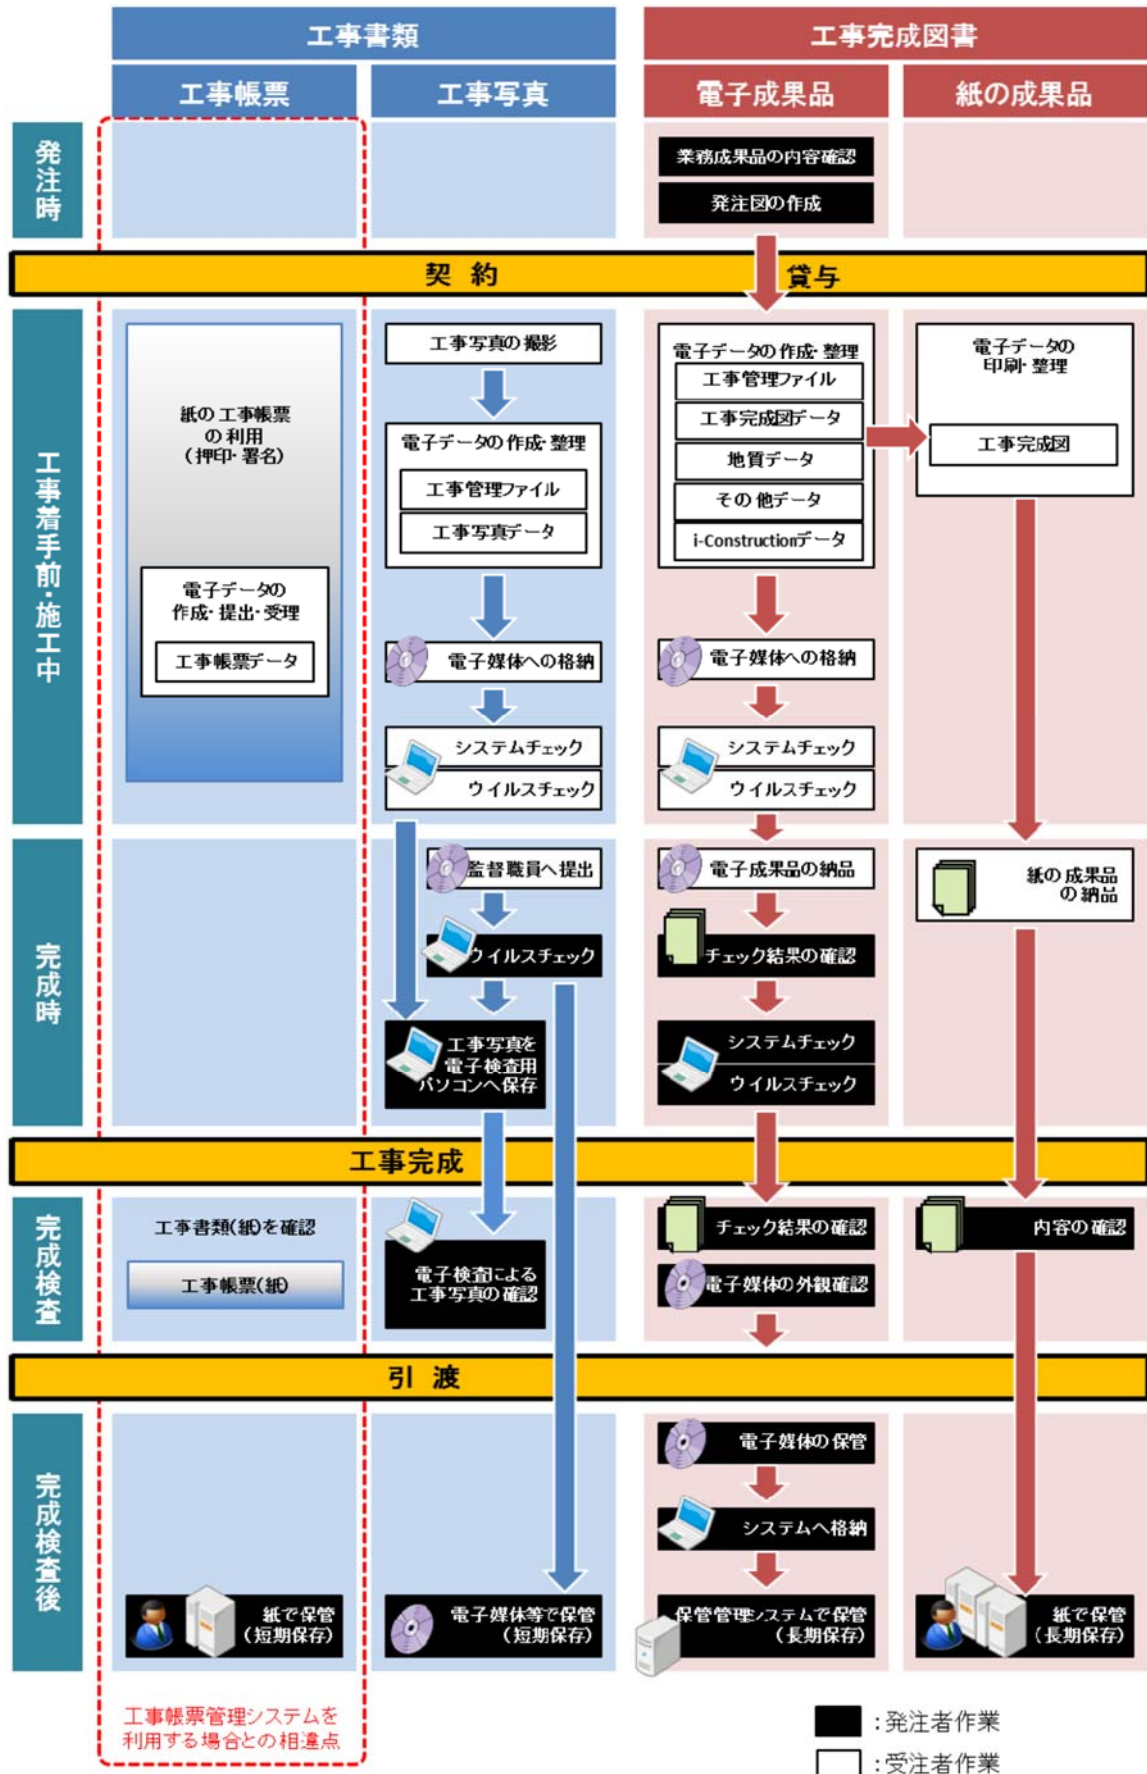 工事書類
工事完成図書
工事帳票
工事写真
電子成果品
紙の成果品
発注時
業務成果品の内容確認
発注図の作成
契 約
貸与
工事着手前・施工中
紙の工事帳票
の利用
(押印・署名)
電子データの
作成・提出・受理
工事帳票データ
工事写真の撮影
電子データの作成・整理
工事管理ファイル
工事写真データ
電子媒体への格納
システムチェック
ウイルスチェック
電子データの作成・整理
工事管理ファイル
工事完成図データ
地質データ
その他データ
i-Constructionデータ
電子媒体への格納
システムチェック
ウイルスチェック
電子データの
印刷・整理
工事完成図
完成時
監督職員へ提出
ウイルスチェック
工事写真を
電子検査用
パソコンへ保存
電子成果品の納品
チェック結果の確認
システムチェック
ウイルスチェック
紙の成果品
の納品
工事完成
完成検査
工事書類(紙)を確認
工事帳票(紙)
電子検査による
工事写真の確認
チェック結果の確認
電子媒体の外観確認
内容の確認
引 渡
完成検査後
紙で保管
(短期保存)
電子媒体等で保管
(短期保存)
電子媒体の保管
システムへ格納
保管管理システムで保管
(長期保存)
紙で保管
(長期保存)
工事帳票管理システムを
利用する場合との相違点
:発注者作業
:受注者作業